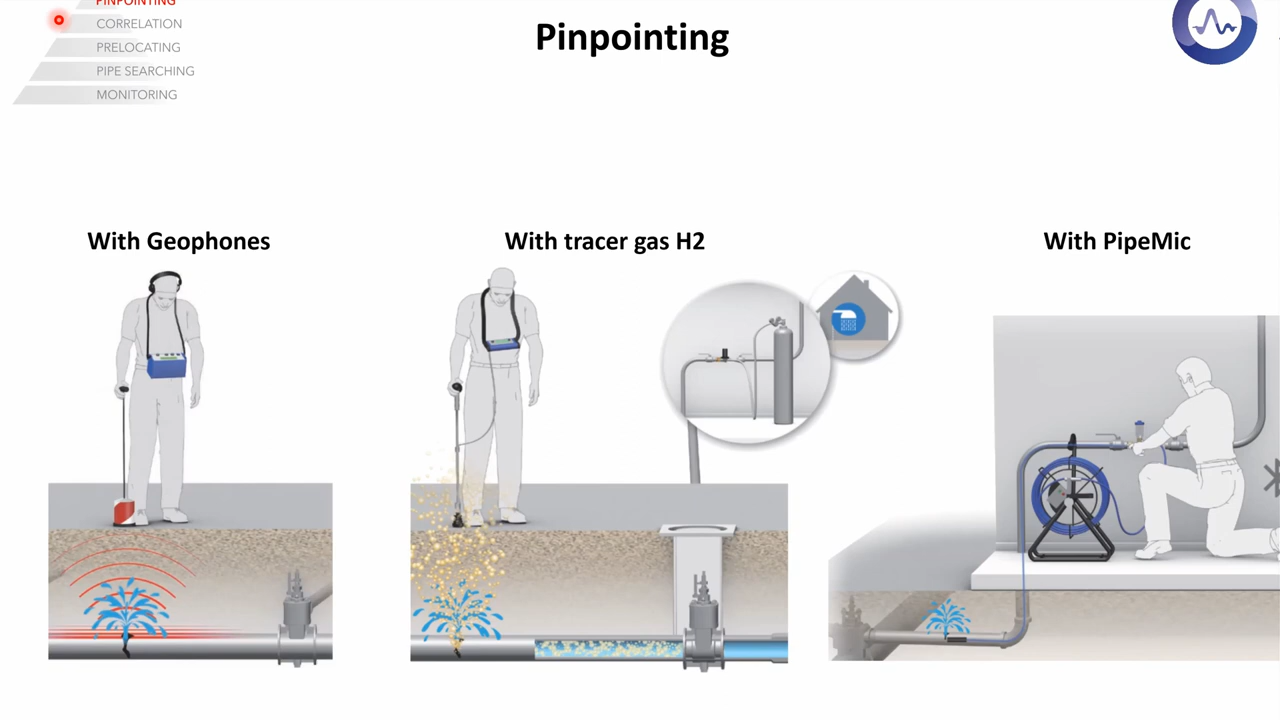 PINPOINTING
CORRELATION
PRELOCATING
PIPE SEARCHING
MONITORING
Pinpointing
With Geophones
With tracer gas H2
With PipeMic